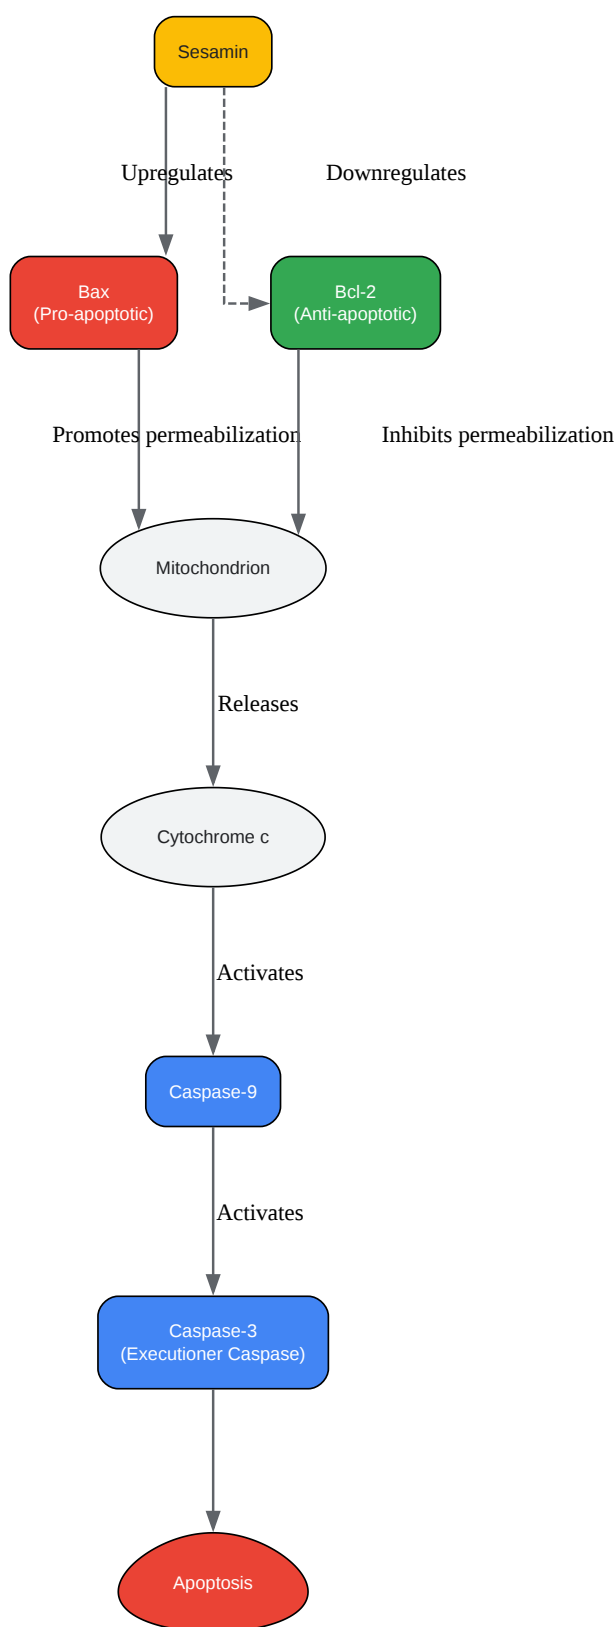 Sesamin
Upregulates
Downregulates
Bax
(Pro-apoptotic)
Bcl-2
(Anti-apoptotic)
Promotes permeabilization
Inhibits permeabilization
Mitochondrion
Releases
Cytochrome c
Activates
Caspase-9
Activates
Caspase-3
(Executioner Caspase)
Apoptosis